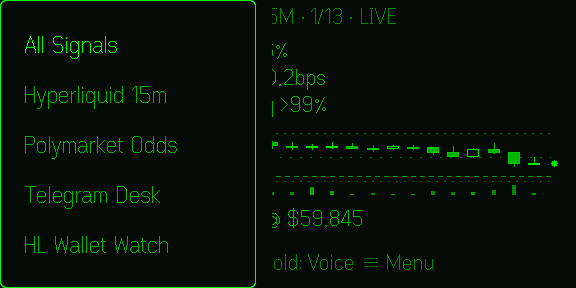 All Signals
Hyperliquid 15m
Polymarket Odds
Telegram Desk
HL Wallet Watch
5M · 1/13 · LIVE
%
0.2bps
>99%
@ $59,845
old: Voice ≡ Menu